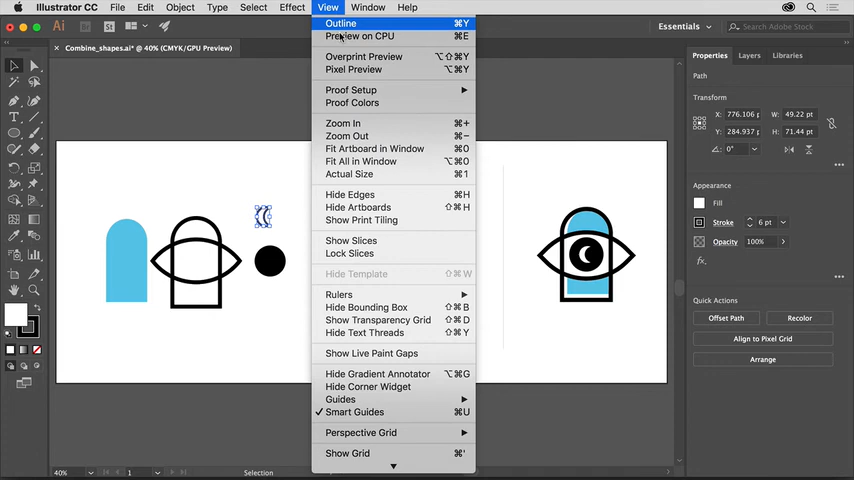 Illustrator CC File Edit Object Type Select Effect View Window Help
Essentials Search Adobe Stock
Combine_shapes.ai* @ 40% (CMYK/GPU Preview)
Outline ⌘Y
Preview on CPU ⌘E
Overprint Preview ⌥⇧⌘Y
Pixel Preview ⌥⌘Y
Proof Setup
Proof Colors
Zoom In ⌘+
Zoom Out ⌘−
Fit Artboard in Window ⌘0
Fit All in Window ⌥⌘0
Actual Size ⌘1
Hide Edges ⌘H
Hide Artboards ⇧⌘H
Show Print Tiling
Show Slices
Lock Slices
Hide Template ⇧⌘W
Rulers
Hide Bounding Box ⇧⌘B
Show Transparency Grid ⇧⌘D
Hide Text Threads ⇧⌘Y
Show Live Paint Gaps
Hide Gradient Annotator ⌥⌘G
Hide Corner Widget
Guides
✓ Smart Guides ⌘U
Perspective Grid
Show Grid ⌘'
Properties Layers Libraries
Path
Transform
X: 776.106 p W: 49.22 pt
Y: 284.937 p H: 71.44 pt
0°
Appearance
Fill
Stroke 6 pt
Opacity 100%
fx.
Quick Actions
Offset Path Recolor
Align to Pixel Grid
Arrange
40% 1 Selection